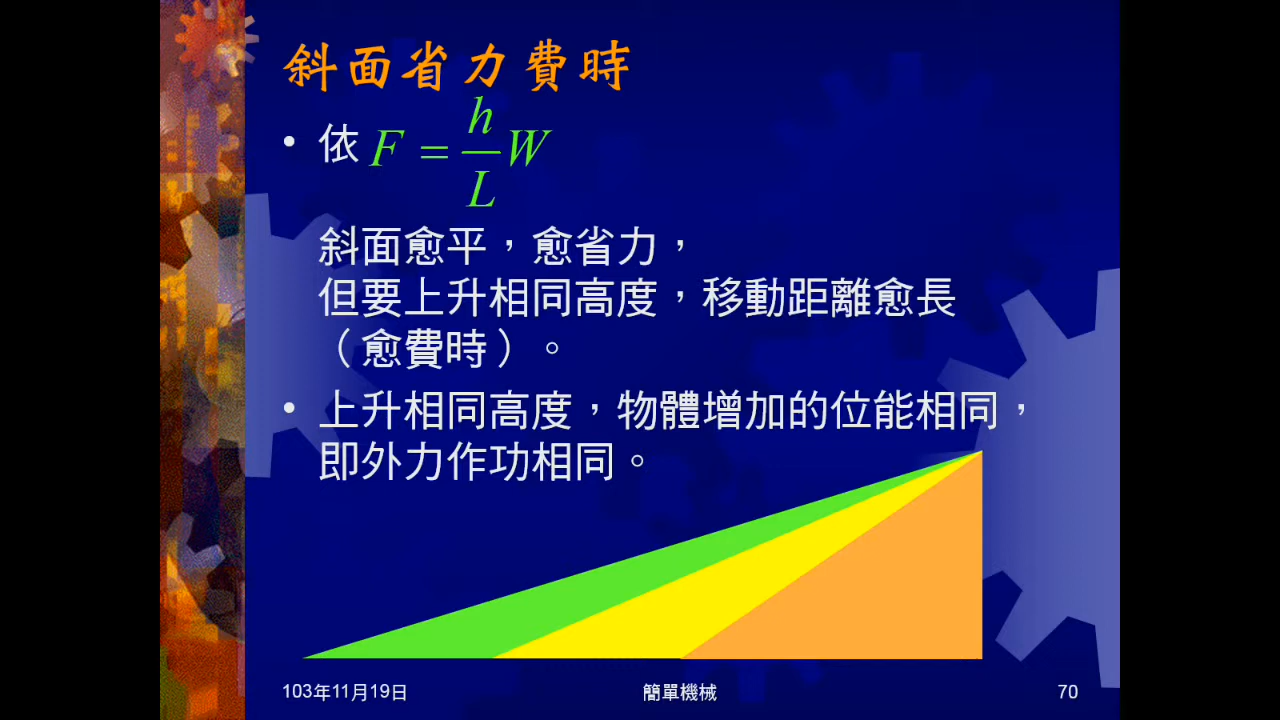 斜面省力費時
• 依 F = h/L W
斜面愈平，愈省力，
但要上升相同高度，移動距離愈長
（愈費時）。
• 上升相同高度，物體增加的位能相同，
即外力作功相同。
103年11月19日
簡單機械
70